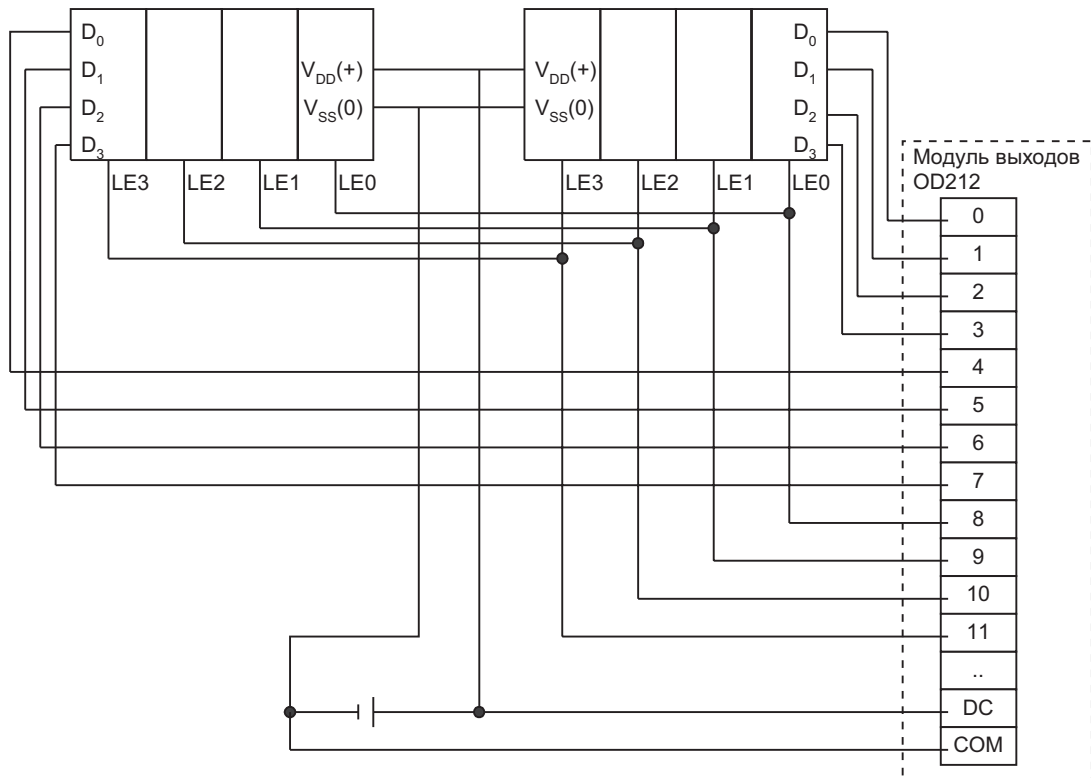 D0
D1
D2
D3
VDD(+)
VSS(0)
LE3
LE2
LE1
LE0
VDD(+)
VSS(0)
D0
D1
D2
D3
LE3
LE2
LE1
LE0
Модуль выходов
OD212
0
1
2
3
4
5
6
7
8
9
10
11
..
DC
COM